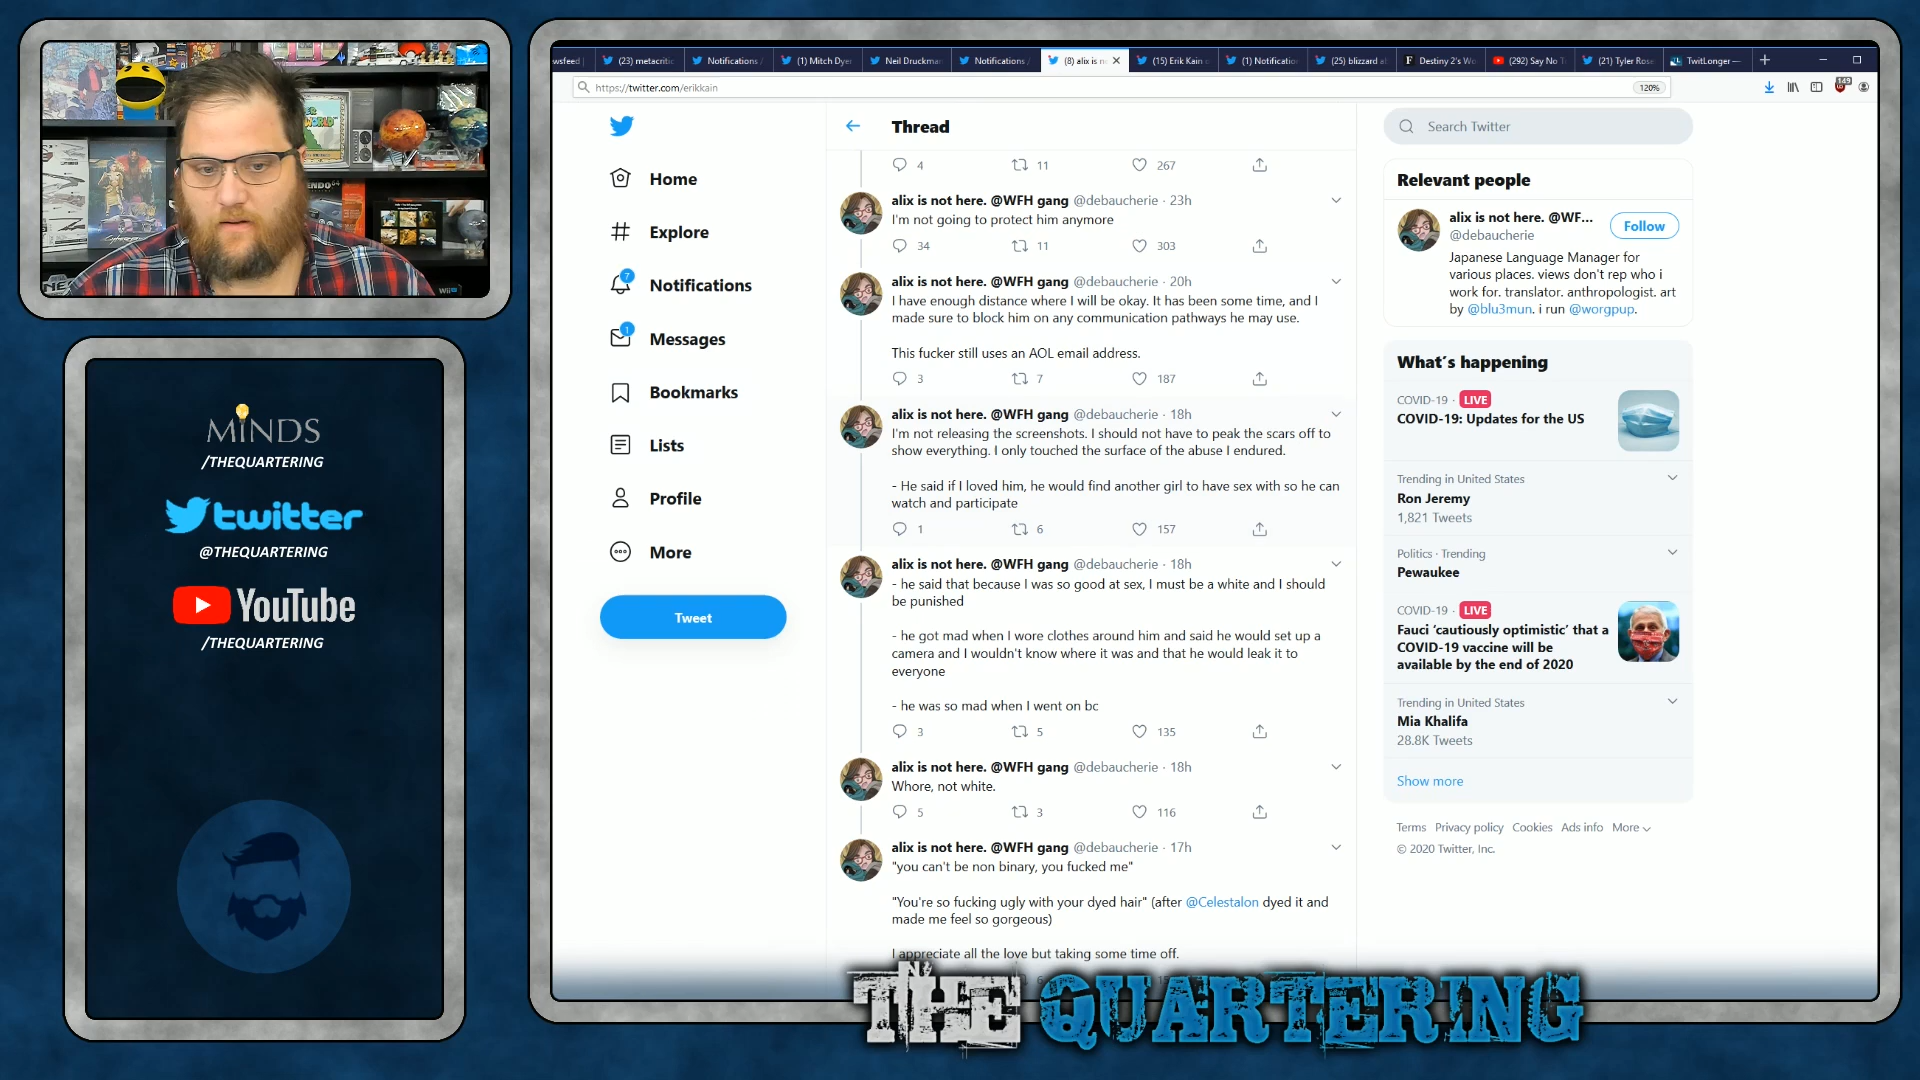 wsfeed
(23) metacritic
Notifications /
(1) Mitch Dyer
Neil Druckman
Notifications /
(8) alix is n
(15) Erik Kain o
(1) Notification
(25) blizzard al
Destiny 2's Wo
(292) Say No T
(21) Tyler Rose
TwitLonger —
https://twitter.com/erikkain
120%
149
Home
Explore
7
Notifications
1
Messages
Bookmarks
Lists
Profile
More
Tweet
Thread
4 11 267
alix is not here. @WFH gang @debaucherie · 23h
I'm not going to protect him anymore
34 11 303
alix is not here. @WFH gang @debaucherie · 20h
I have enough distance where I will be okay. It has been some time, and I
made sure to block him on any communication pathways he may use.
This fucker still uses an AOL email address.
3 7 187
alix is not here. @WFH gang @debaucherie · 18h
I'm not releasing the screenshots. I should not have to peak the scars off to
show everything. I only touched the surface of the abuse I endured.
- He said if I loved him, he would find another girl to have sex with so he can
watch and participate
1 6 157
alix is not here. @WFH gang @debaucherie · 18h
- he said that because I was so good at sex, I must be a white and I should
be punished
- he got mad when I wore clothes around him and said he would set up a
camera and I wouldn't know where it was and that he would leak it to
everyone
- he was so mad when I went on bc
3 5 135
alix is not here. @WFH gang @debaucherie · 18h
Whore, not white.
5 3 116
alix is not here. @WFH gang @debaucherie · 17h
"you can't be non binary, you fucked me"
"You're so fucking ugly with your dyed hair" (after @Celestalon dyed it and
made me feel so gorgeous)
I appreciate all the love but taking some time off.
Search Twitter
Relevant people
alix is not here. @WF...
@debaucherie
Follow
Japanese Language Manager for
various places. views don't rep who i
work for. translator. anthropologist. art
by @blu3mun. i run @worgpup.
What's happening
COVID-19 · LIVE
COVID-19: Updates for the US
Trending in United States
Ron Jeremy
1,821 Tweets
Politics · Trending
Pewaukee
COVID-19 · LIVE
Fauci 'cautiously optimistic' that a
COVID-19 vaccine will be
available by the end of 2020
Trending in United States
Mia Khalifa
28.8K Tweets
Show more
Terms Privacy policy Cookies Ads info More
© 2020 Twitter, Inc.
MINDS
/THEQUARTERING
twitter
@THEQUARTERING
YouTube
/THEQUARTERING
THE QUARTERING
WiiU